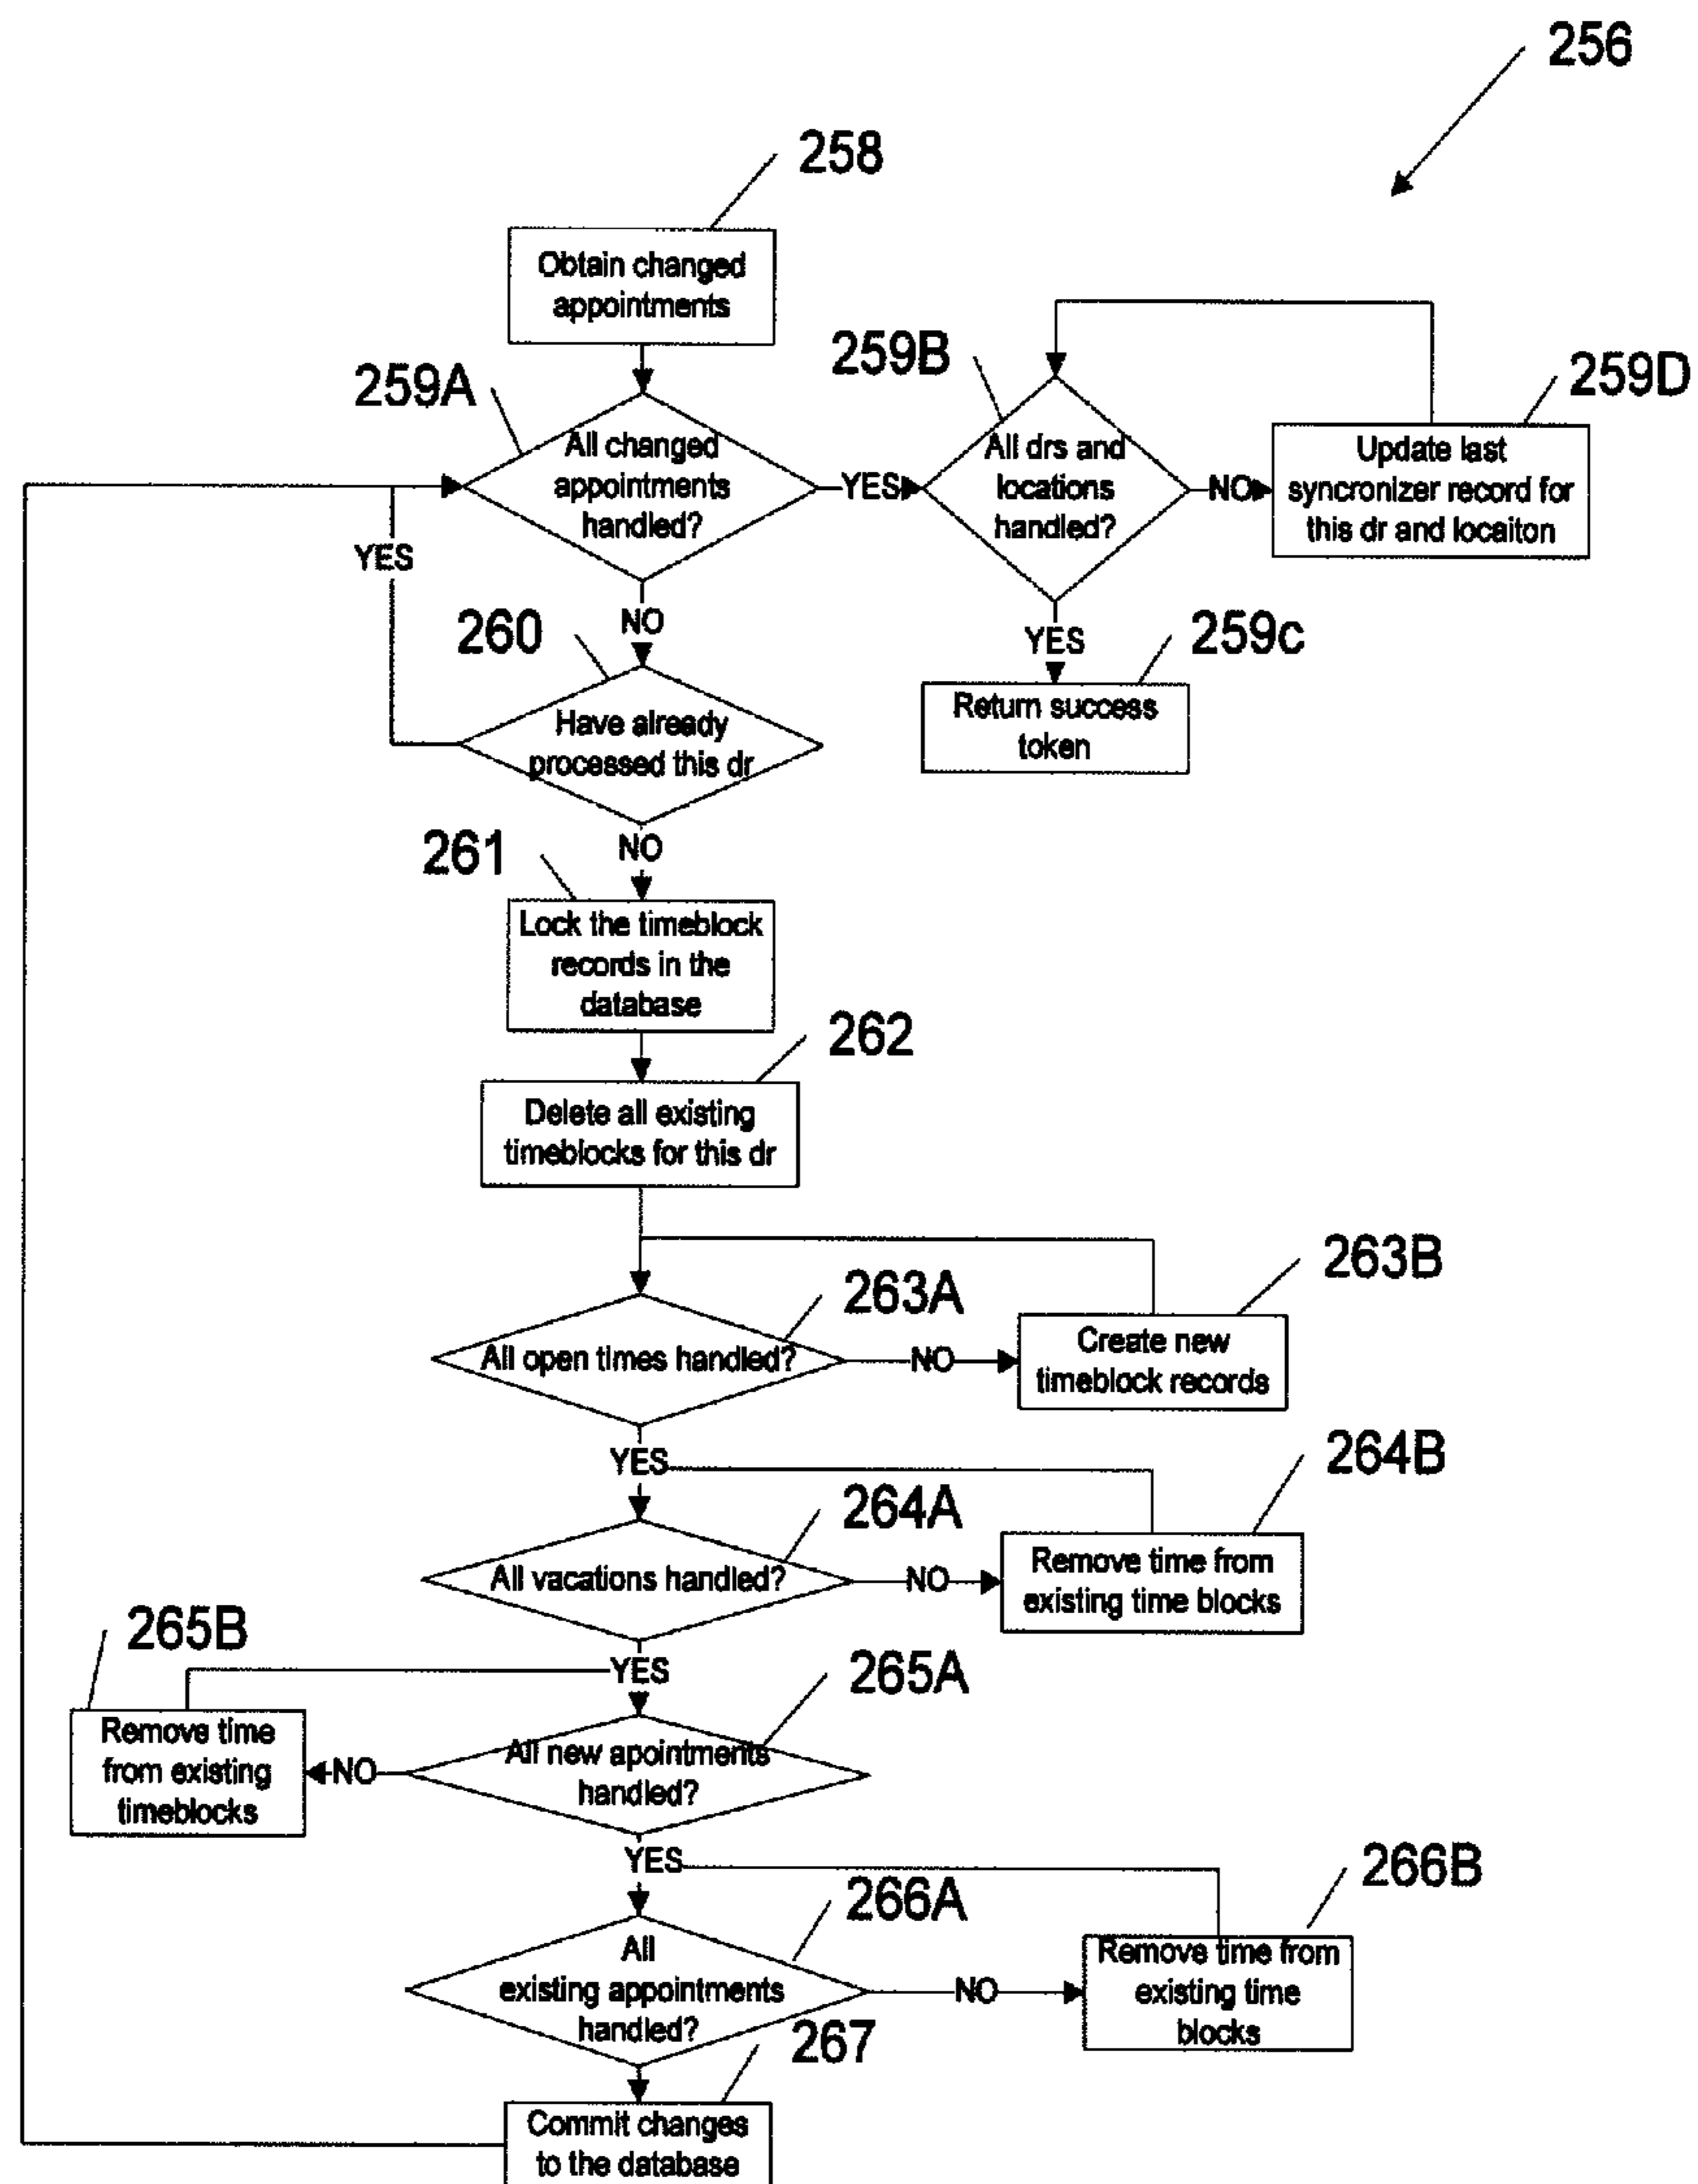 256
258
Obtain changed
appointments
259A
All changed
appointments
handled?
YES
259B
All drs and
locations
handled?
NO
259D
Update last
syncronizer record for
this dr and locaiton
YES
NO
YES
259c
Return success
token
260
Have already
processed this dr
NO
261
Lock the timeblock
records in the
database
262
Delete all existing
timeblocks for this dr
263A
All open times handled?
NO
263B
Create new
timeblock records
YES
264A
All vacations handled?
NO
264B
Remove time from
existing time blocks
YES
265B
Remove time
from existing
timeblocks
NO
265A
All new apointments
handled?
YES
266A
All
existing appointments
handled?
NO
266B
Remove time from
existing time
blocks
267
Commit changes
to the database